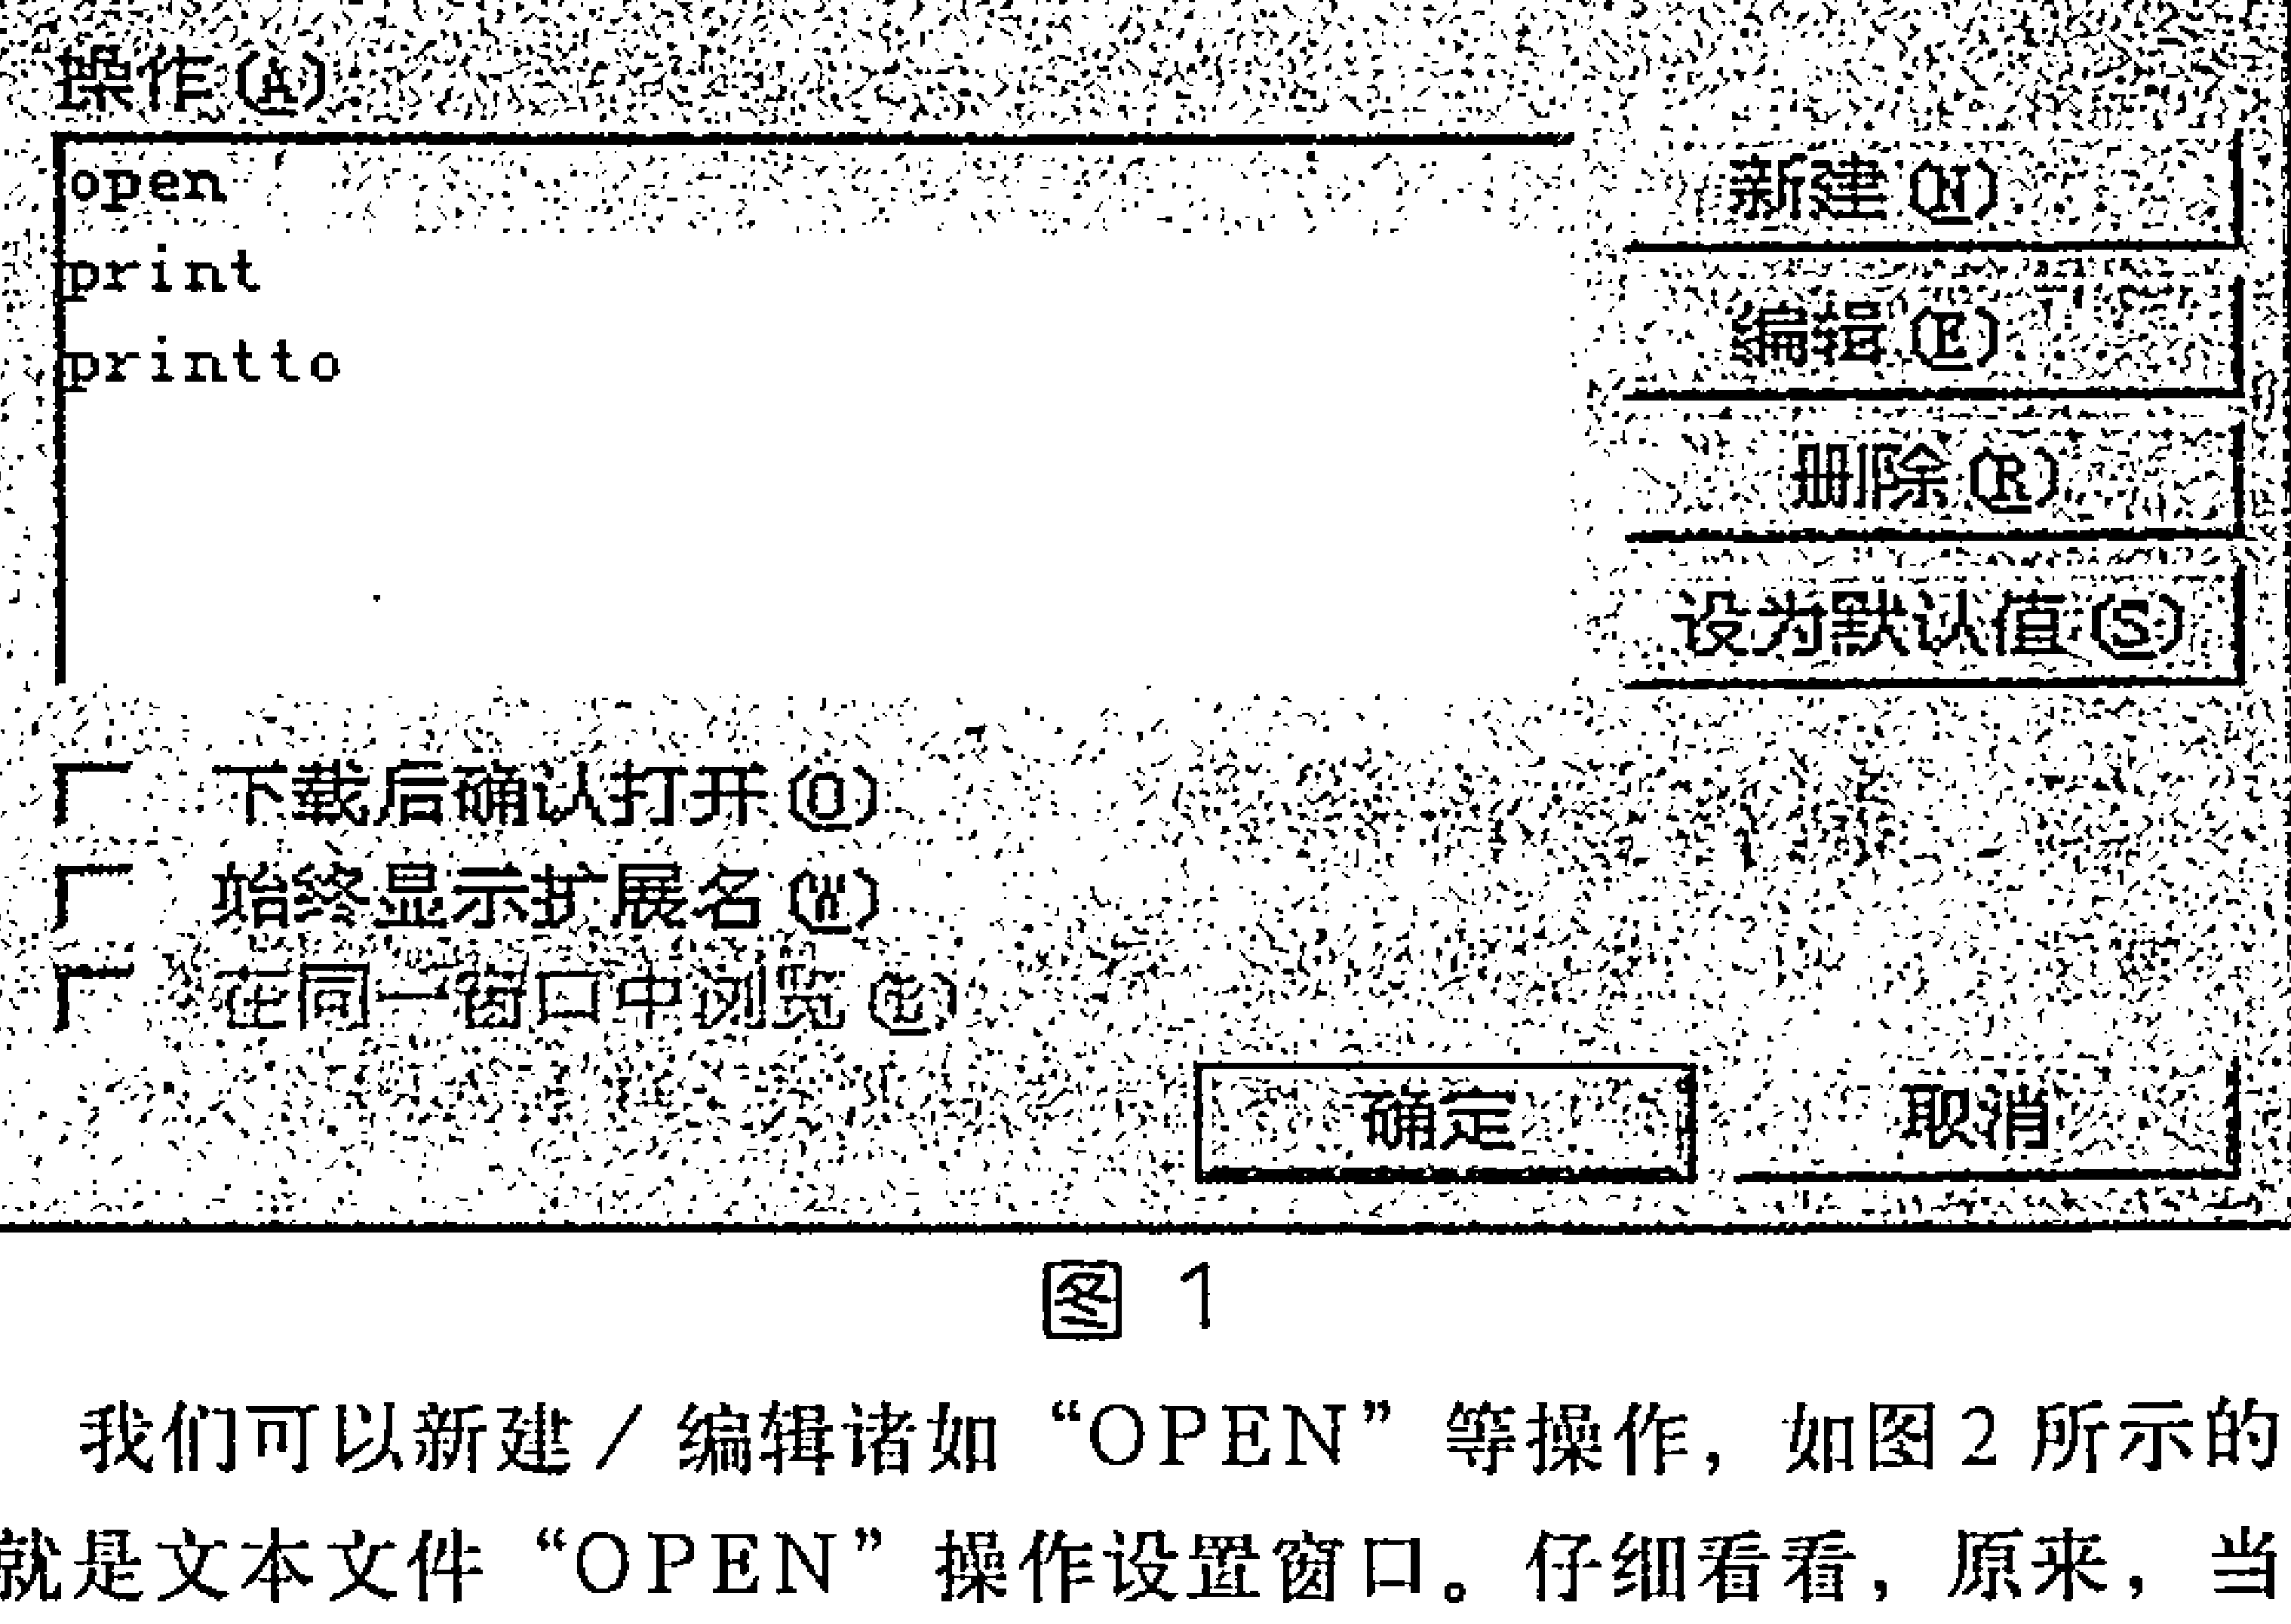 操作(A)
open
print
printto
新建(N)
编辑(E)
删除(R)
设为默认值(S)
下载后确认打开(O)
始终显示扩展名(W)
在同一窗口中浏览
确定
取消
图 1
我们可以新建／编辑诸如“OPEN”等操作，如图2所示的
就是文本文件“OPEN”操作设置窗口。仔细看看，原来，当